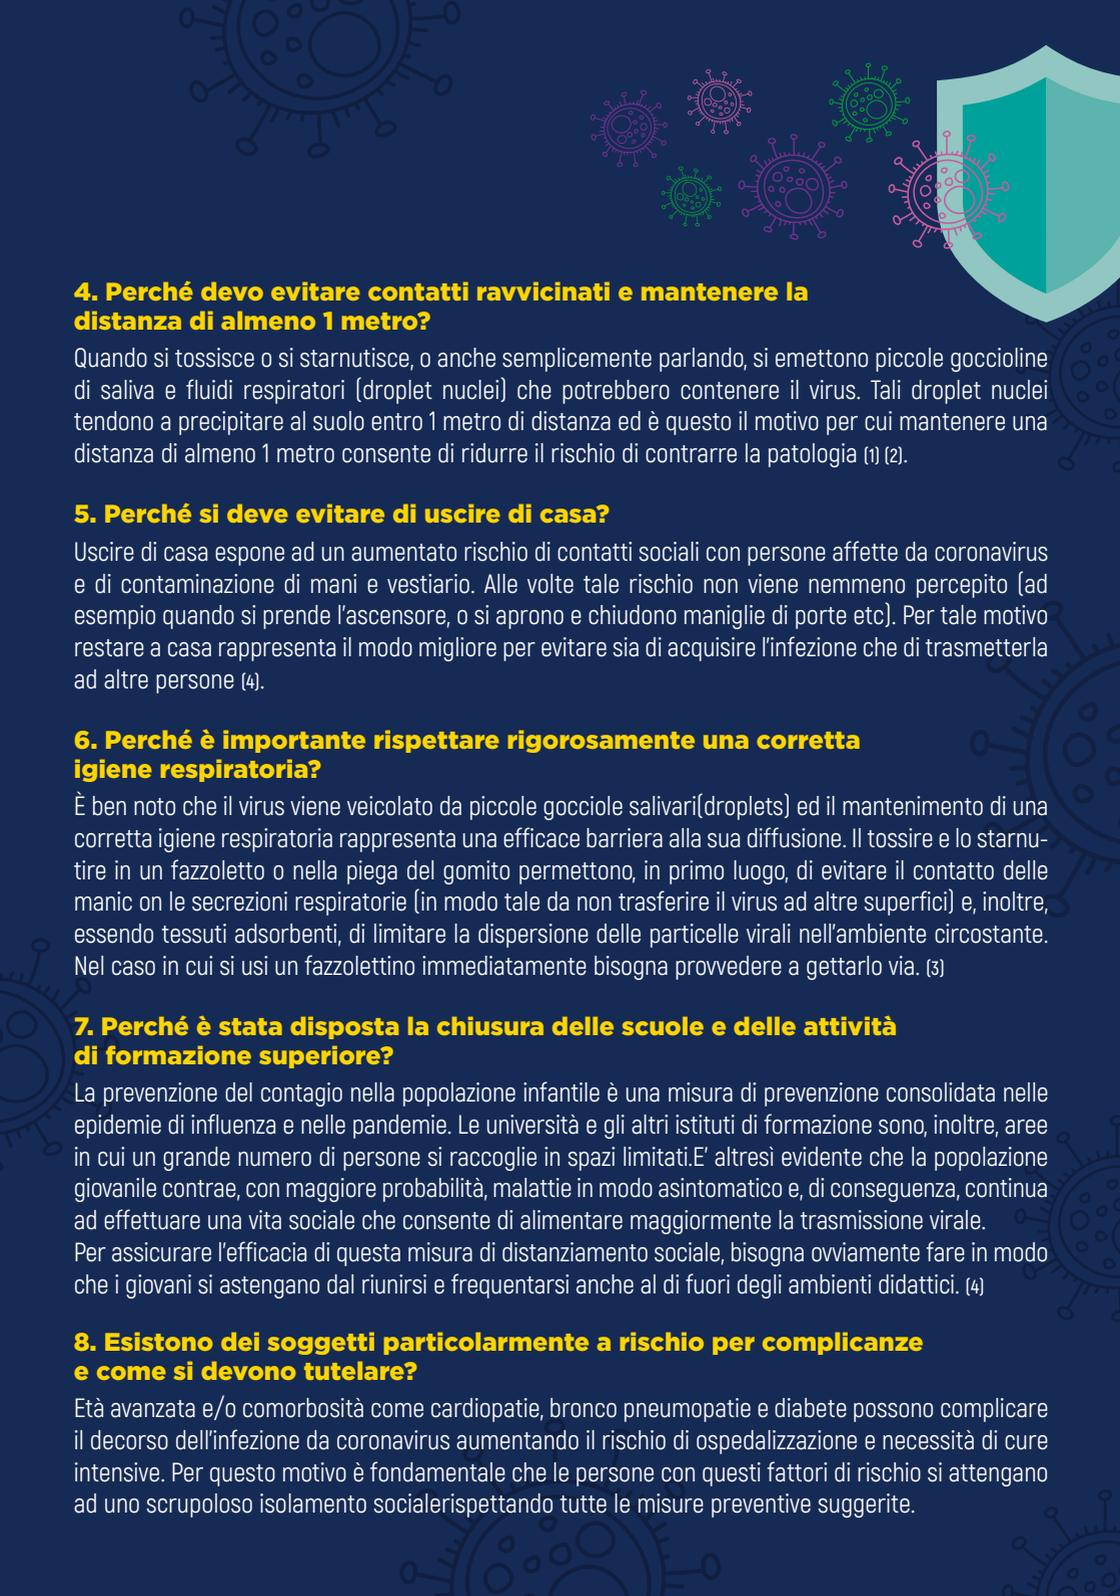 4. Perché devo evitare contatti ravvicinati e mantenere la
distanza di almeno 1 metro?
Quando si tossisce o si starnutisce, o anche semplicemente parlando, si emettono piccole goccioline
di saliva e fluidi respiratori (droplet nuclei) che potrebbero contenere il virus. Tali droplet nuclei
tendono a precipitare al suolo entro 1 metro di distanza ed è questo il motivo per cui mantenere una
distanza di almeno 1 metro consente di ridurre il rischio di contrarre la patologia (1) (2).
5. Perché si deve evitare di uscire di casa?
Uscire di casa espone ad un aumentato rischio di contatti sociali con persone affette da coronavirus
e di contaminazione di mani e vestiario. Alle volte tale rischio non viene nemmeno percepito (ad
esempio quando si prende l'ascensore, o si aprono e chiudono maniglie di porte etc). Per tale motivo
restare a casa rappresenta il modo migliore per evitare sia di acquisire l'infezione che di trasmetterla
ad altre persone (4).
6. Perché è importante rispettare rigorosamente una corretta
igiene respiratoria?
È ben noto che il virus viene veicolato da piccole gocciole salivari(droplets) ed il mantenimento di una
corretta igiene respiratoria rappresenta una efficace barriera alla sua diffusione. Il tossire e lo starnu-
tire in un fazzoletto o nella piega del gomito permettono, in primo luogo, di evitare il contatto delle
manic on le secrezioni respiratorie (in modo tale da non trasferire il virus ad altre superfici) e, inoltre,
essendo tessuti adsorbenti, di limitare la dispersione delle particelle virali nell'ambiente circostante.
Nel caso in cui si usi un fazzolettino immediatamente bisogna provvedere a gettarlo via. (3)
7. Perché è stata disposta la chiusura delle scuole e delle attività
di formazione superiore?
La prevenzione del contagio nella popolazione infantile è una misura di prevenzione consolidata nelle
epidemie di influenza e nelle pandemie. Le università e gli altri istituti di formazione sono, inoltre, aree
in cui un grande numero di persone si raccoglie in spazi limitati.E' altresì evidente che la popolazione
giovanile contrae, con maggiore probabilità, malattie in modo asintomatico e, di conseguenza, continua
ad effettuare una vita sociale che consente di alimentare maggiormente la trasmissione virale.
Per assicurare l'efficacia di questa misura di distanziamento sociale, bisogna ovviamente fare in modo
che i giovani si astengano dal riunirsi e frequentarsi anche al di fuori degli ambienti didattici. (4)
8. Esistono dei soggetti particolarmente a rischio per complicanze
e come si devono tutelare?
Età avanzata e/o comorbosità come cardiopatie, bronco pneumopatie e diabete possono complicare
il decorso dell'infezione da coronavirus aumentando il rischio di ospedalizzazione e necessità di cure
intensive. Per questo motivo è fondamentale che le persone con questi fattori di rischio si attengano
ad uno scrupoloso isolamento socialerispettando tutte le misure preventive suggerite.